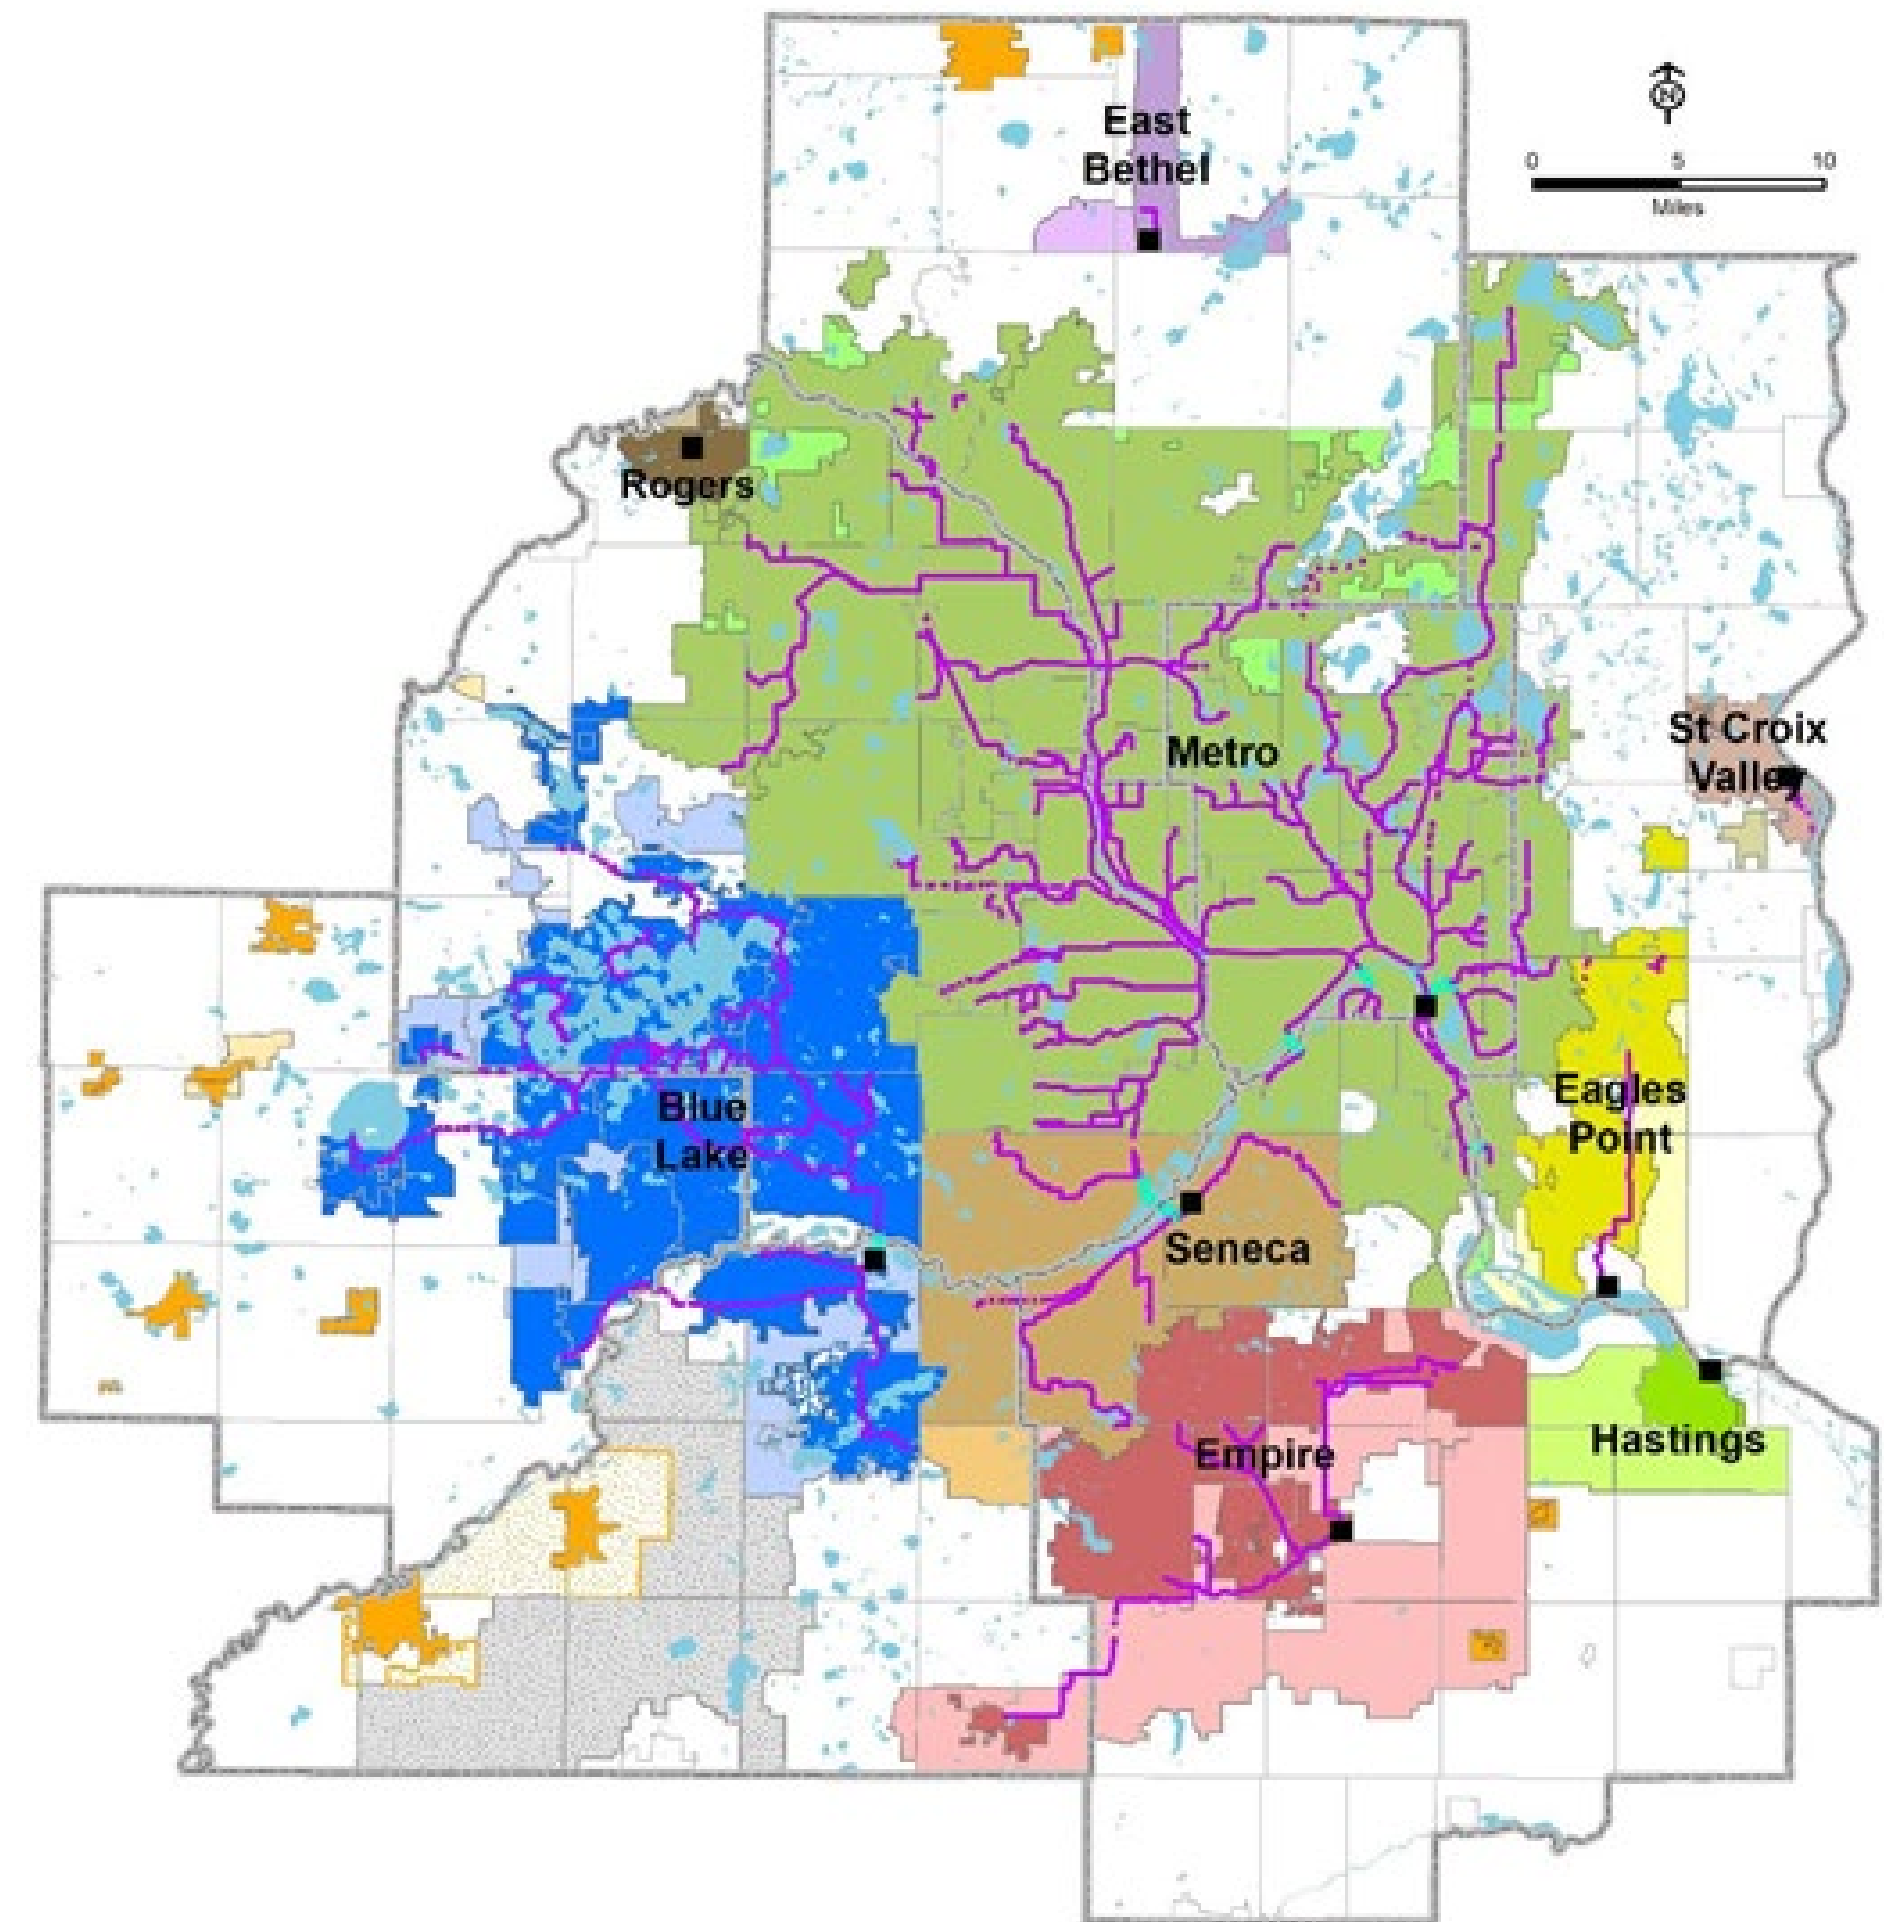 N
0 5 10
Miles
East
Bethel
Rogers
St Croix
Valley
Metro
Eagles
Point
Blue
Lake
Seneca
Hastings
Empire